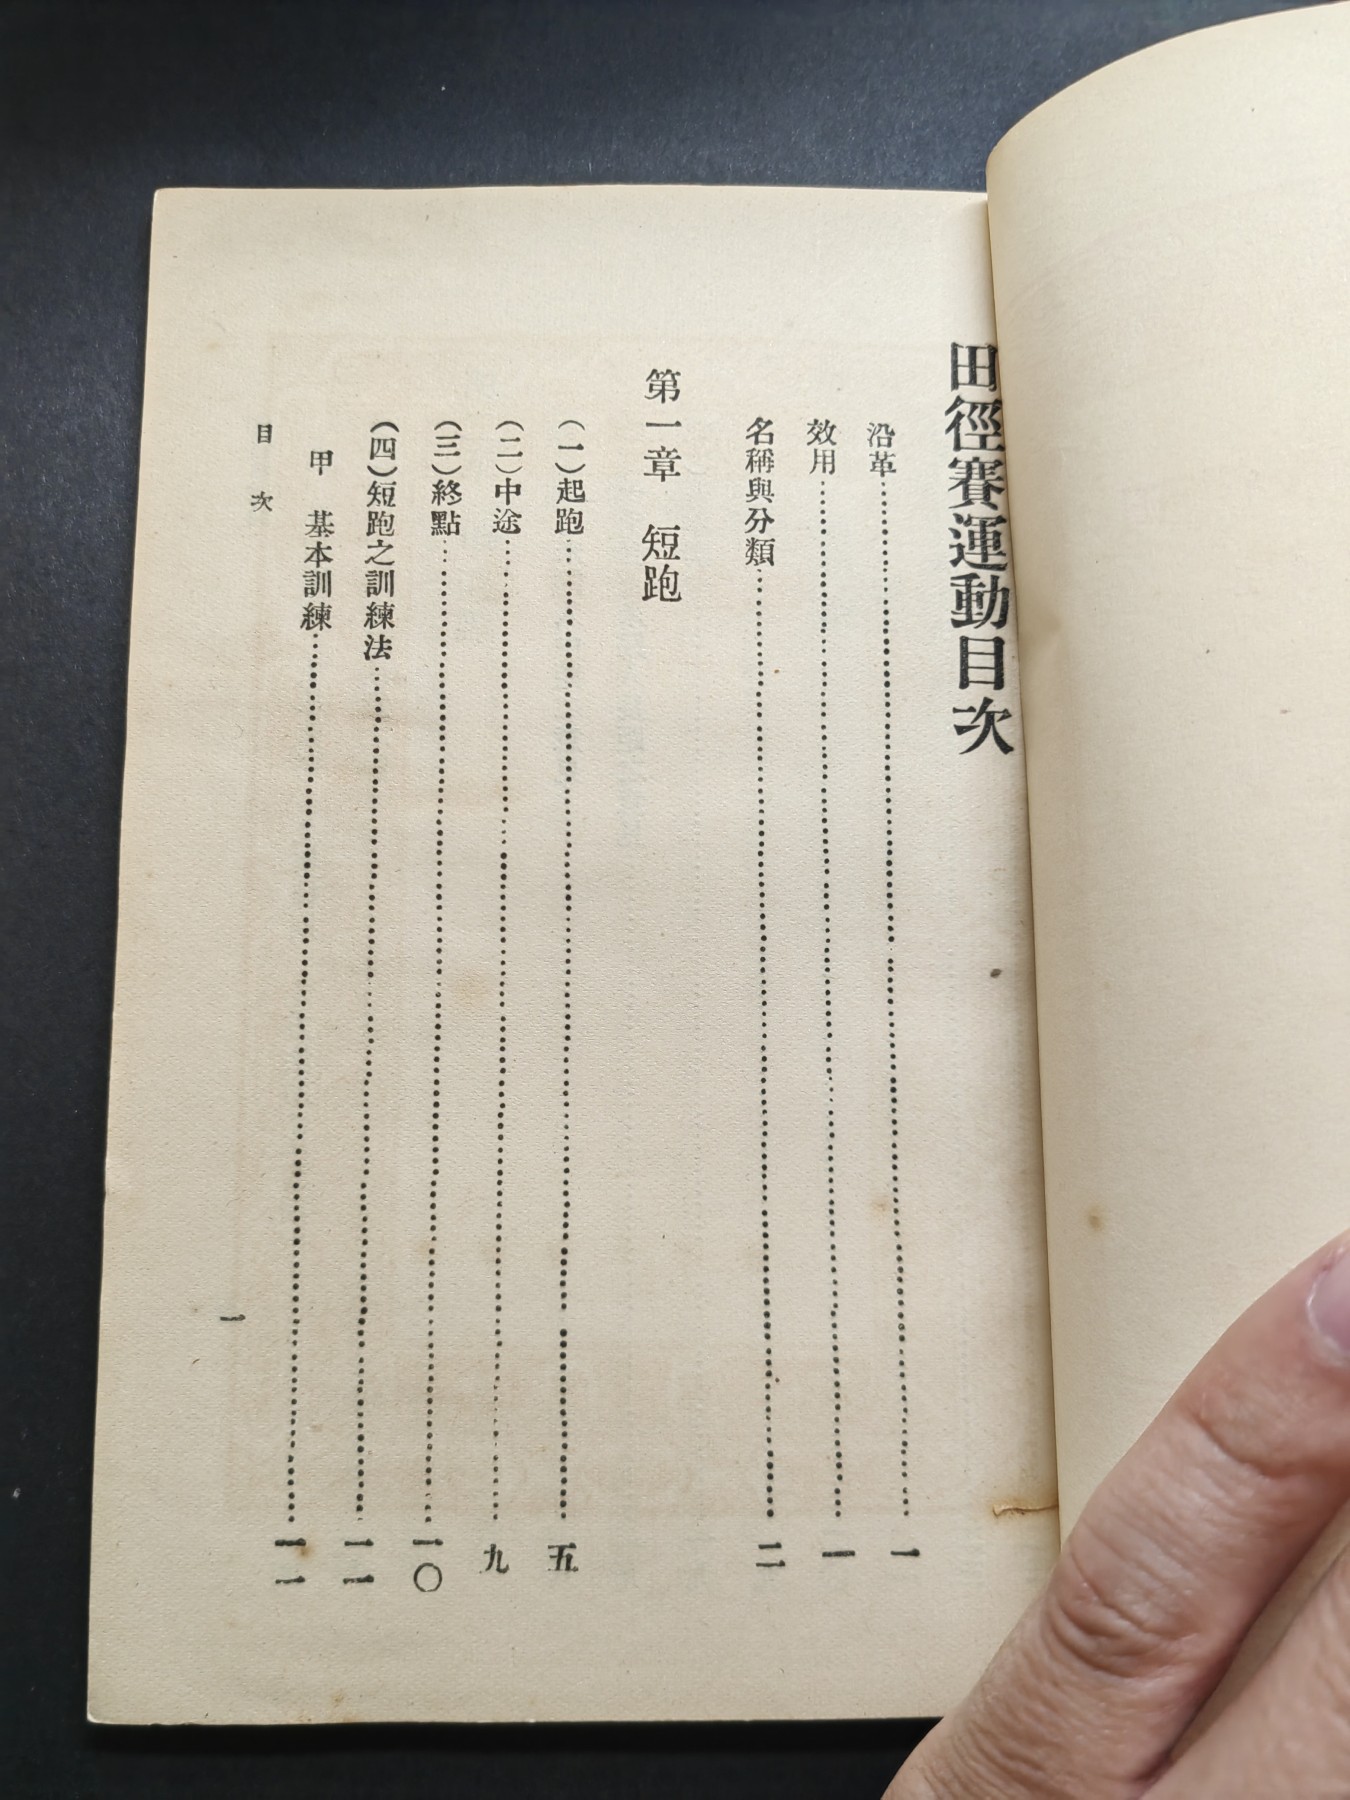 田徑賽運動目次
沿革⋯⋯⋯⋯⋯⋯⋯⋯⋯⋯⋯⋯一
效用⋯⋯⋯⋯⋯⋯⋯⋯⋯⋯⋯⋯一
名稱與分類⋯⋯⋯⋯⋯⋯⋯⋯⋯⋯⋯⋯二
第一章　短跑
(一)起跑⋯⋯⋯⋯⋯⋯⋯⋯⋯⋯⋯⋯五
(二)中途⋯⋯⋯⋯⋯⋯⋯⋯⋯⋯⋯⋯九
(三)終點⋯⋯⋯⋯⋯⋯⋯⋯⋯⋯⋯⋯一〇
(四)短跑之訓練法⋯⋯⋯⋯⋯⋯⋯⋯⋯⋯⋯⋯一一
甲　基本訓練⋯⋯⋯⋯⋯⋯⋯⋯⋯⋯⋯⋯一一
目次
一